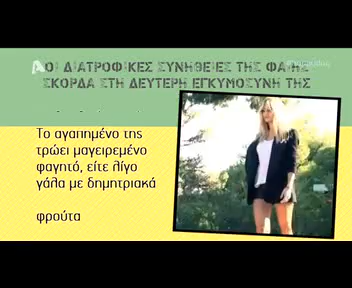 ΟΙ ΔΙΑΤΡΟΦΙΚΕΣ ΣΥΝΗΘΕΙΕΣ ΤΗΣ ΦΑΙΗΣ
ΣΚΟΡΔΑ ΣΤΗ ΔΕΥΤΕΡΗ ΕΓΚΥΜΟΣΥΝΗ ΤΗΣ
Το αγαπημένο της
τρώει μαγειρεμένο
φαγητό, είτε λίγο
γάλα με δημητριακά
φρούτα